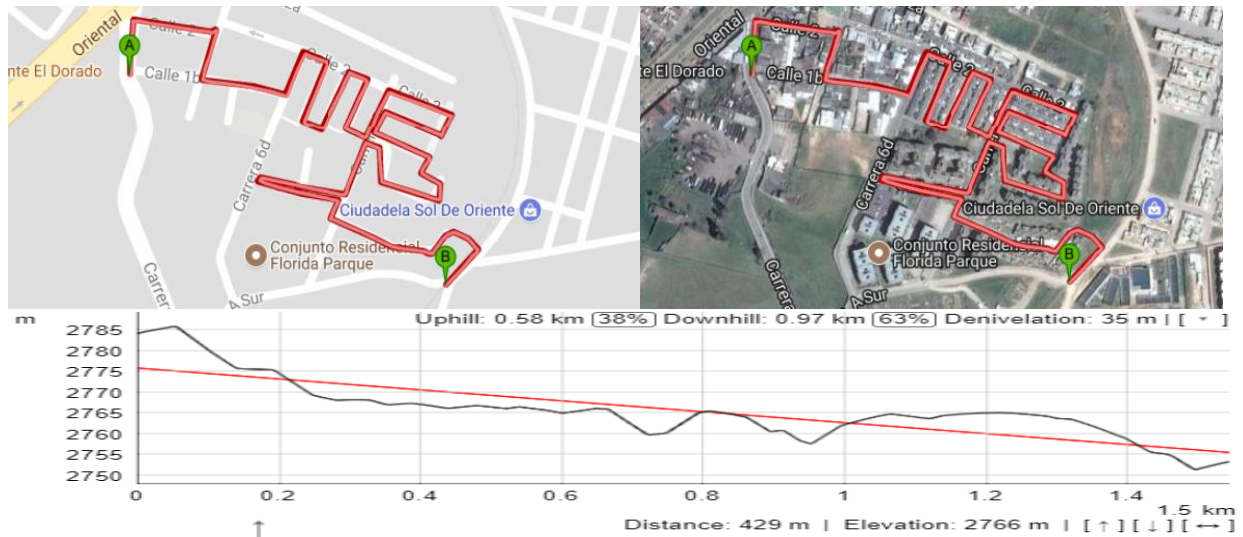 Oriental
Calle 2
A
nte El Dorado
Calle 1b
Calle 2
Calle 2
Carrera 6d
Ciudadela Sol De Oriente
Conjunto Residencial
Florida Parque
B
Carrera
A Sur
Oriental
Calle 2
A
te El Dorado
Calle 1b
Calle 2
Calle 2
Carrera 6d
Ciudadela Sol De Oriente
Conjunto Residencial
Florida Parque
B
Carrera
A Sur
m
Uphill: 0.58 km 38% Downhill: 0.97 km 63% Denivelation: 35 m | [ ]
2785
2780
2775
2770
2765
2760
2755
2750
0 0.2 0.4 0.6 0.8 1 1.2 1.4
1.5 km
↑ Distance: 429 m | Elevation: 2766 m | [ ↑ ] [ ↓ ] [ ↔ ]